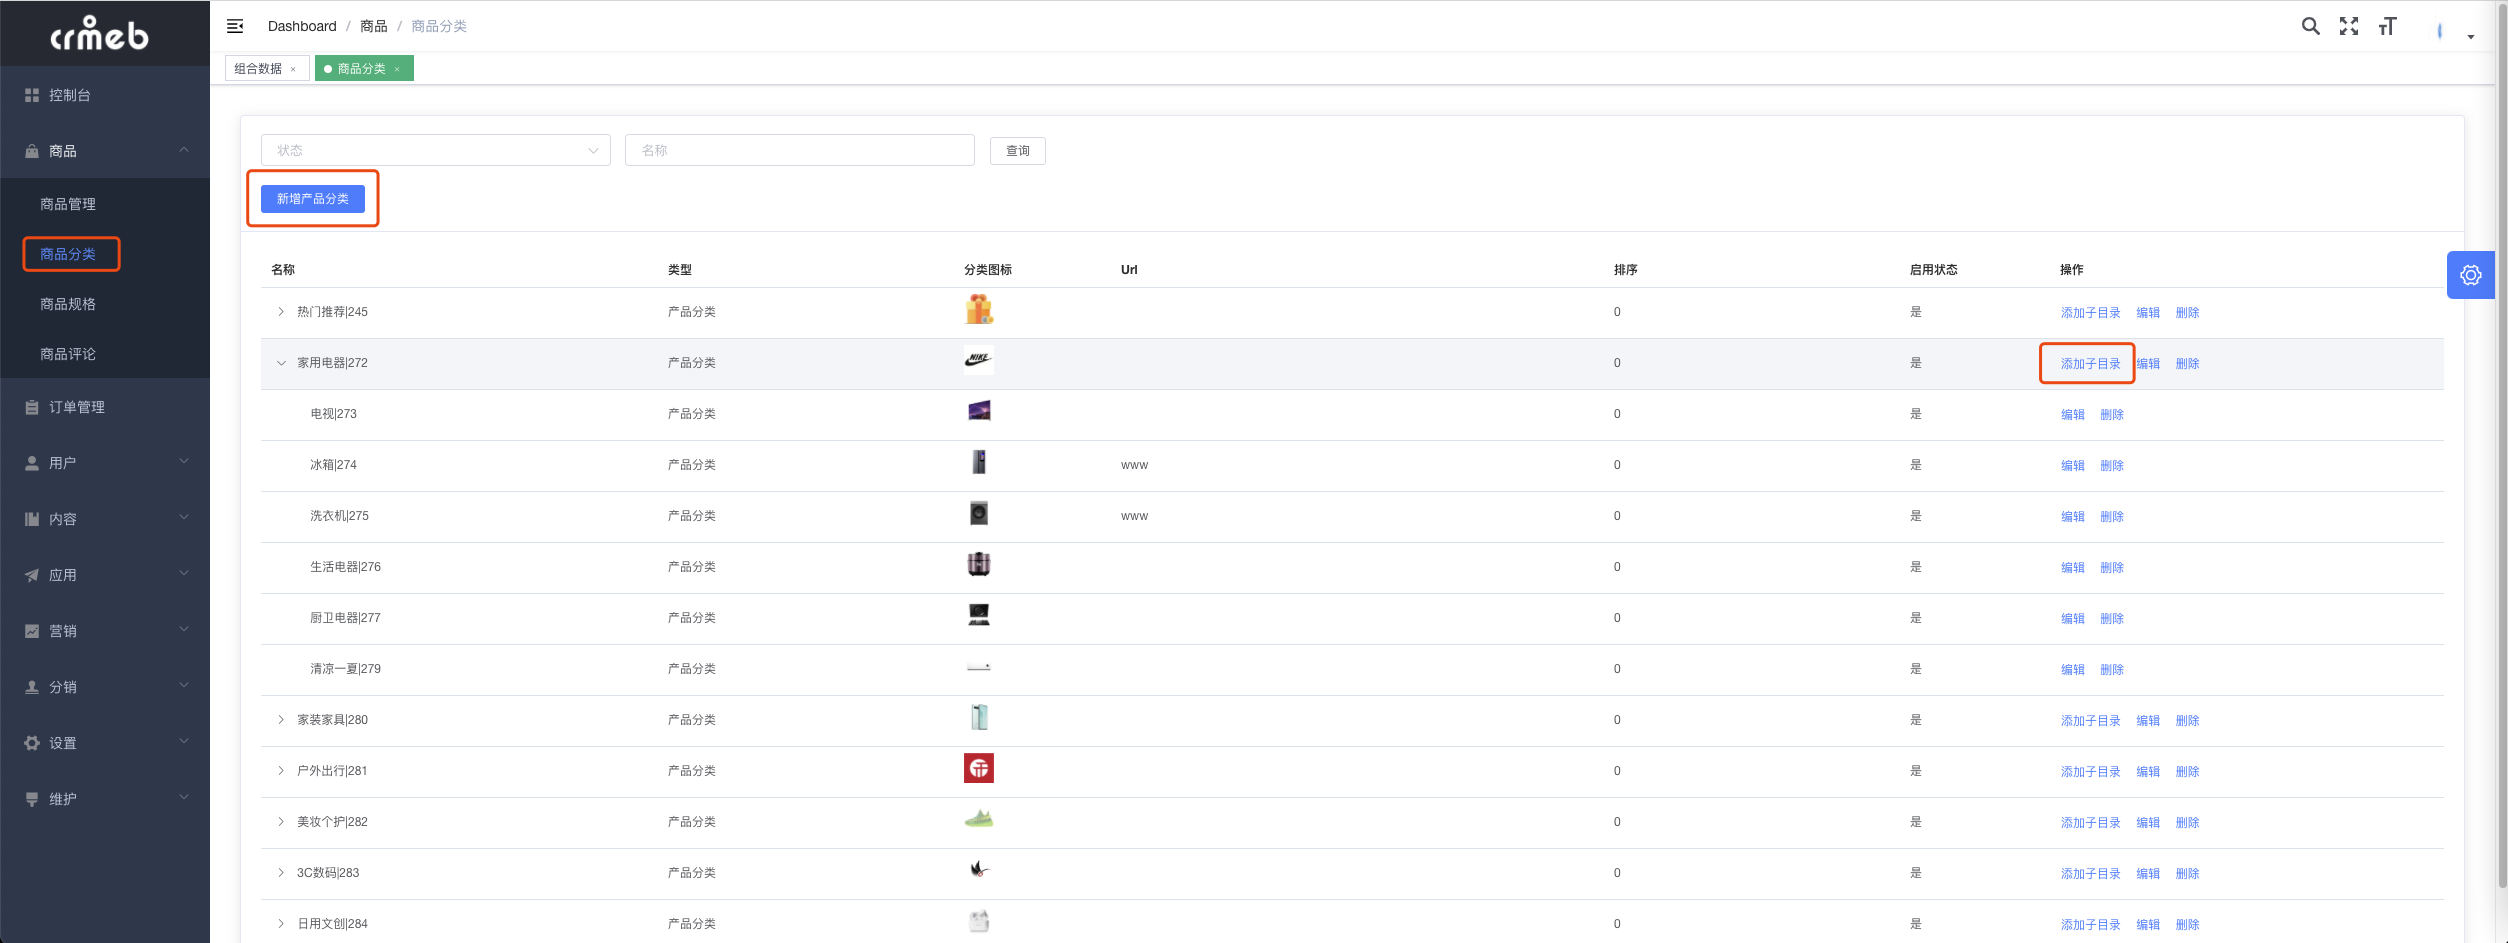 crmeb
Dashboard / 商品 / 商品分类
组合数据 ×
商品分类 ×
控制台
商品
商品管理
商品分类
商品规格
商品评论
订单管理
用户
内容
应用
营销
分销
设置
维护
状态
名称
查询
新增产品分类
名称 类型 分类图标 Url 排序 启用状态 操作
热门推荐|245 产品分类 0 是 添加子目录 编辑 删除
家用电器|272 产品分类 NIKE 0 是 添加子目录 编辑 删除
电视|273 产品分类 0 是 编辑 删除
冰箱|274 产品分类 www 0 是 编辑 删除
洗衣机|275 产品分类 www 0 是 编辑 删除
生活电器|276 产品分类 0 是 编辑 删除
厨卫电器|277 产品分类 0 是 编辑 删除
清凉一夏|279 产品分类 0 是 编辑 删除
家装家具|280 产品分类 0 是 添加子目录 编辑 删除
户外出行|281 产品分类 0 是 添加子目录 编辑 删除
美妆个护|282 产品分类 0 是 添加子目录 编辑 删除
3C数码|283 产品分类 0 是 添加子目录 编辑 删除
日用文创|284 产品分类 0 是 添加子目录 编辑 删除